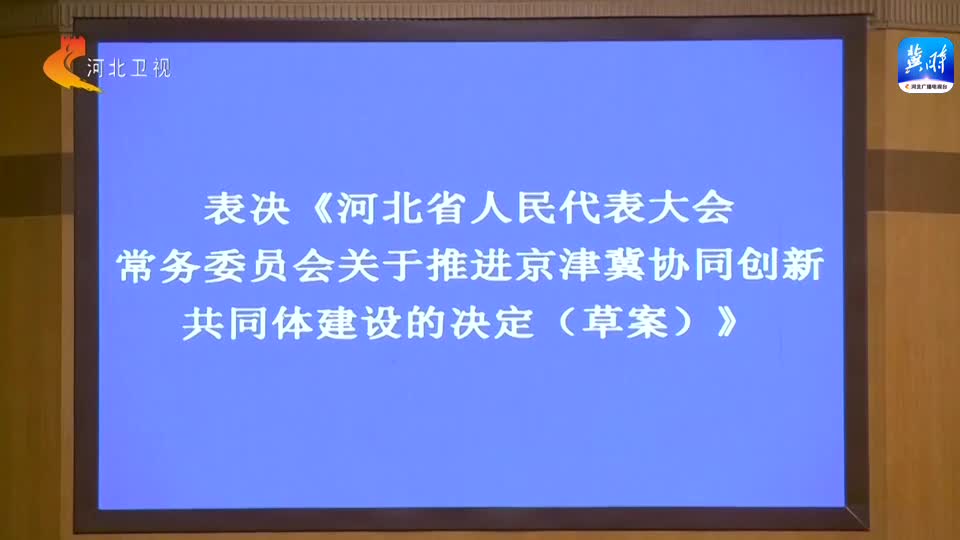 河北卫视
冀时
河北广播电视台
表决《河北省人民代表大会
常务委员会关于推进京津冀协同创新
共同体建设的决定（草案）》